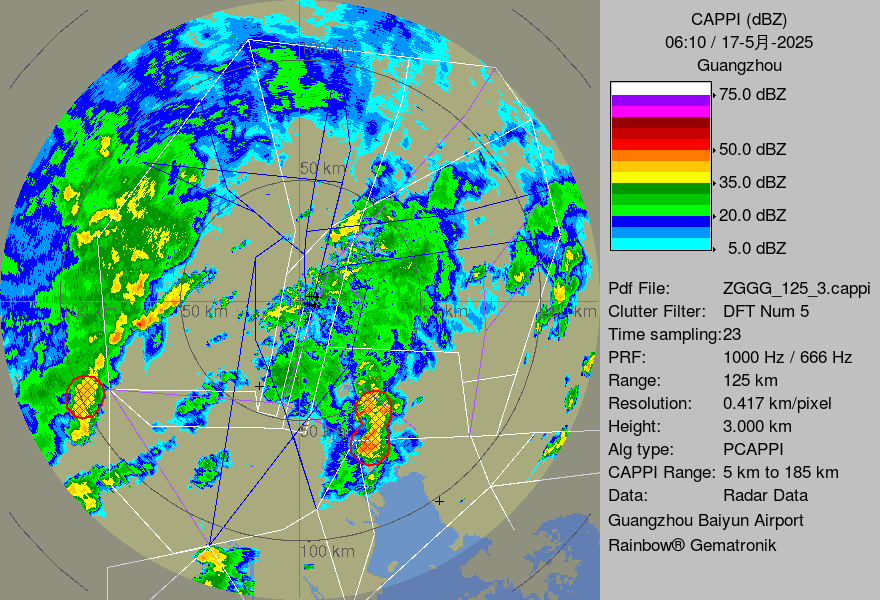 CAPPI (dBZ)
06:10 / 17-5月-2025
Guangzhou
75.0 dBZ
50.0 dBZ
35.0 dBZ
20.0 dBZ
5.0 dBZ
Pdf File: ZGGG_125_3.cappi
Clutter Filter: DFT Num 5
Time sampling:23
PRF: 1000 Hz / 666 Hz
Range: 125 km
Resolution: 0.417 km/pixel
Height: 3.000 km
Alg type: PCAPPI
CAPPI Range: 5 km to 185 km
Data: Radar Data
Guangzhou Baiyun Airport
Rainbow® Gematronik
100 km
50 km
100 km
50 km
50 km
100 km
50 km
100 km